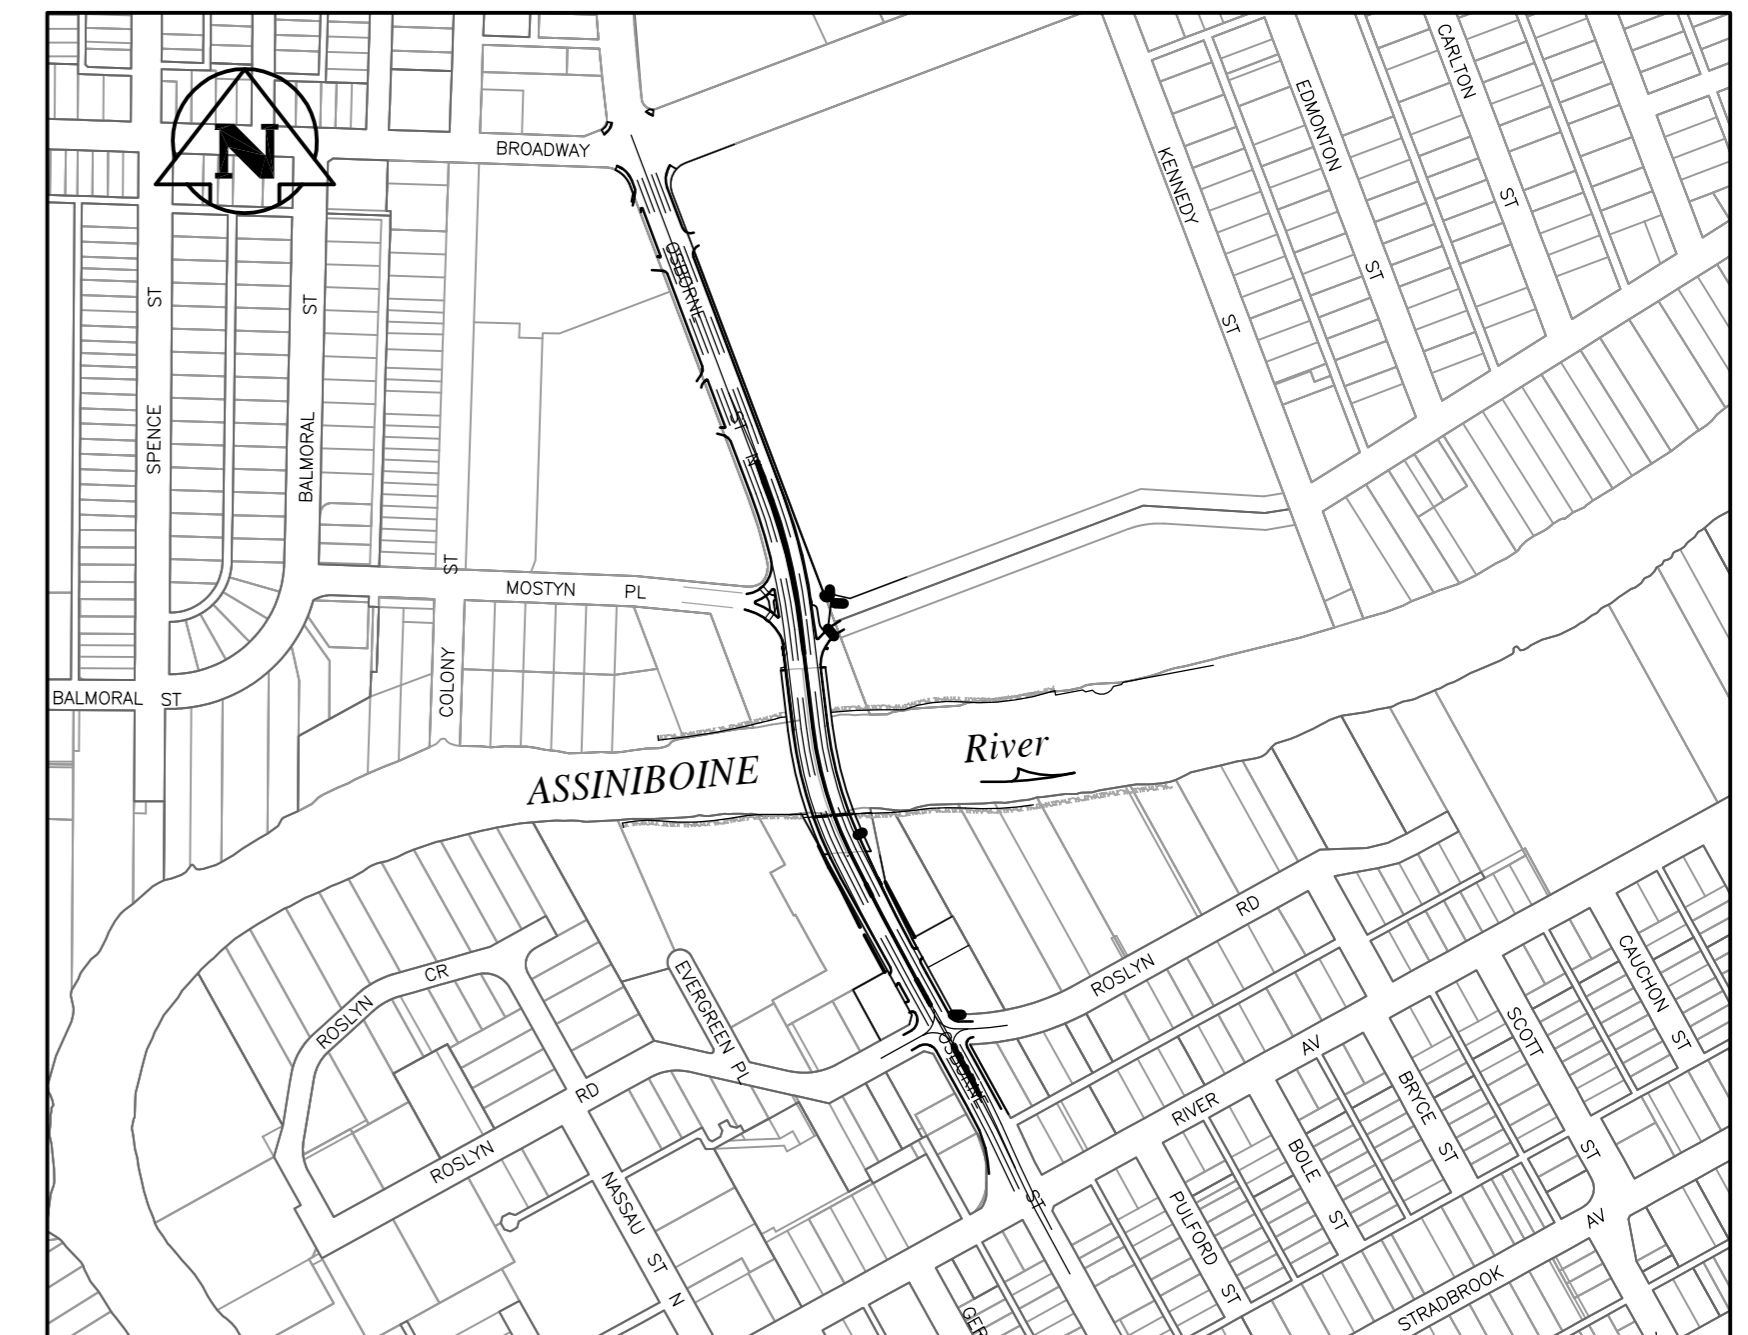 CARLTON
ST
EDMONTON
ST
KENNEDY
ST
N
BROADWAY
OSBORNE
ST N
SPENCE ST
BALMORAL ST
MOSTYN PL
COLONY ST
BALMORAL ST
ASSINIBOINE River
ROSLYN RD
CAUCHON ST
SCOTT ST
EVERGREEN PL
ROSLYN CR
OSBORNE ST
RIVER AV
BRYCE ST
BOLE ST
PULFORD ST
ROSLYN RD
NASSAU ST N
STRADBROOK AV